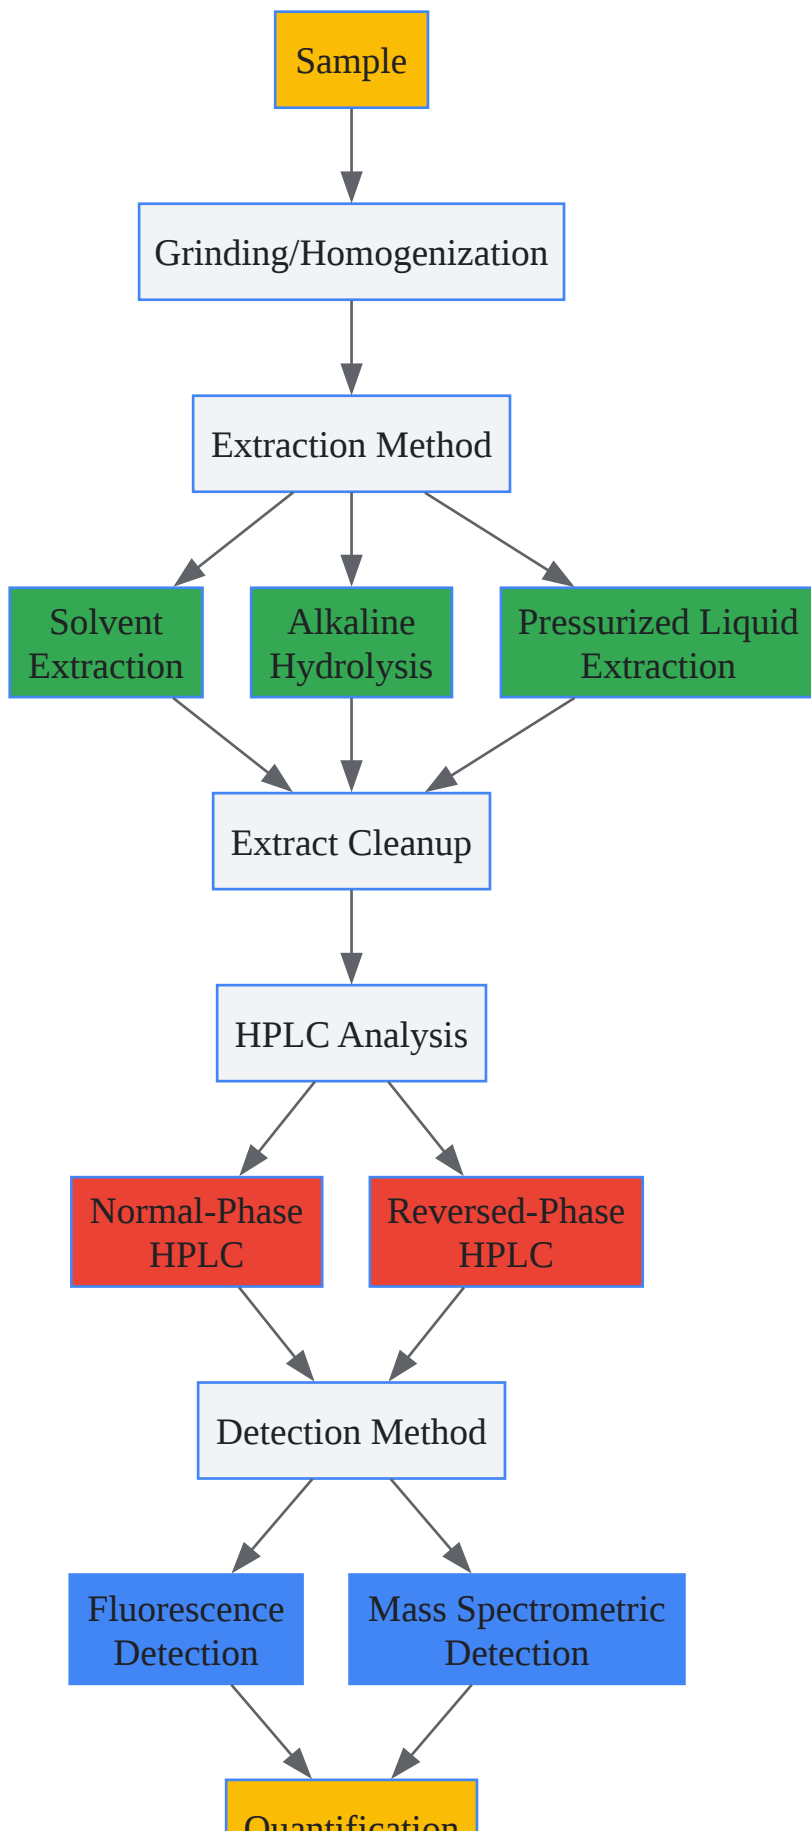 Sample
Grinding/Homogenization
Extraction Method
Solvent
Extraction
Alkaline
Hydrolysis
Pressurized Liquid
Extraction
Extract Cleanup
HPLC Analysis
Normal-Phase
HPLC
Reversed-Phase
HPLC
Detection Method
Fluorescence
Detection
Mass Spectrometric
Detection
Quantification